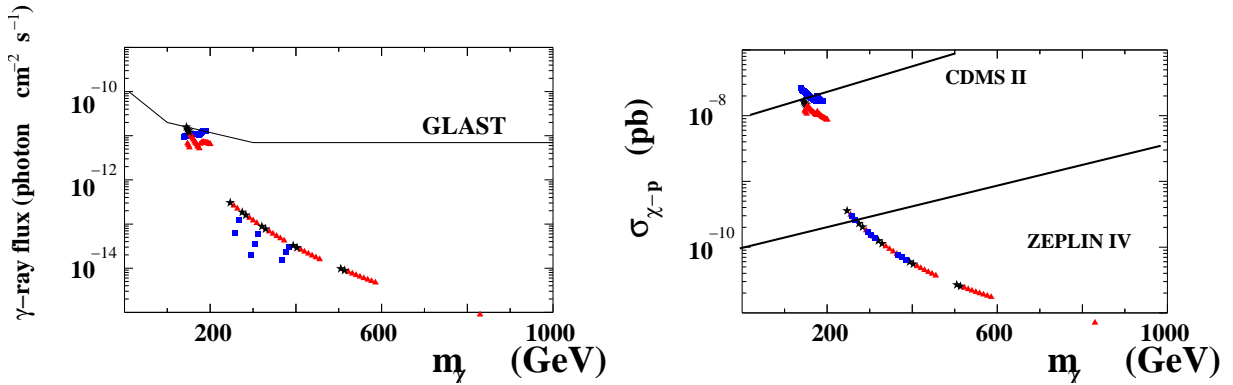 γ−ray flux (photon cm−2 s−1)
10−10
10−12
10−14
GLAST
200
600
1000
mχ (GeV)
σχ−p (pb)
10−8
10−10
CDMS II
ZEPLIN IV
200
600
1000
mχ (GeV)